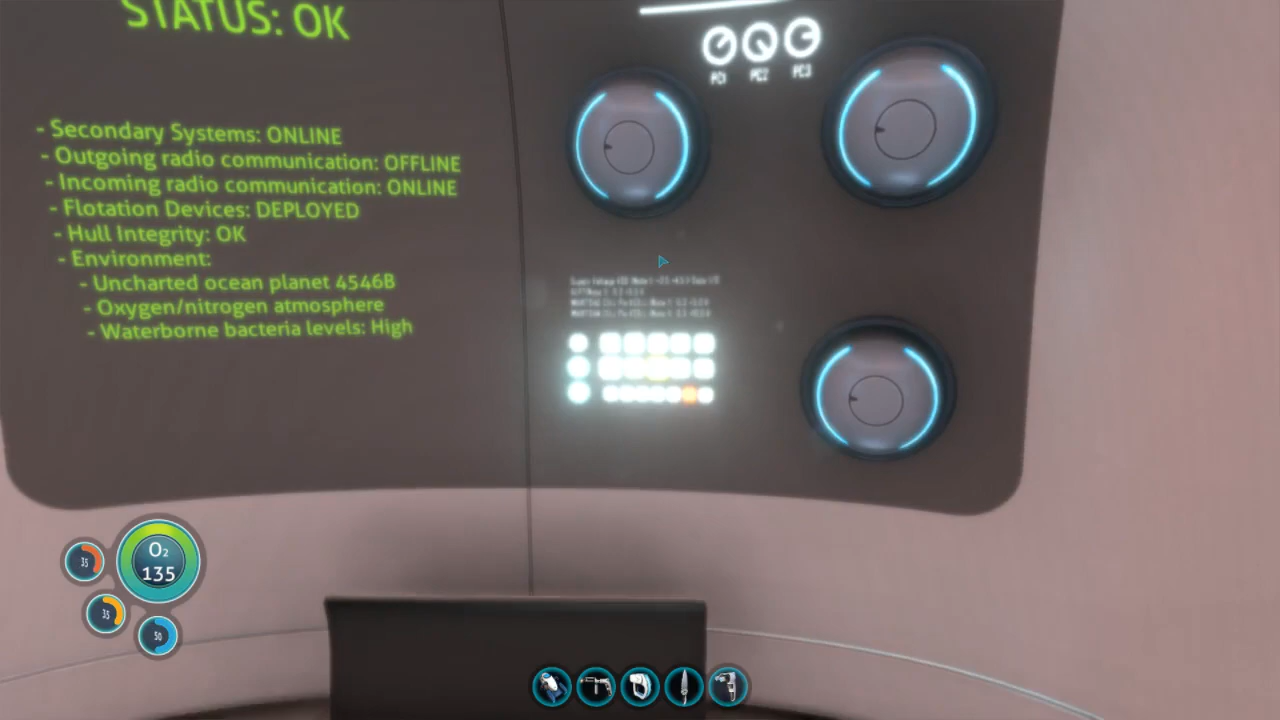 STATUS: OK
- Secondary Systems: ONLINE
- Outgoing radio communication: OFFLINE
- Incoming radio communication: ONLINE
- Flotation Devices: DEPLOYED
- Hull Integrity: OK
- Environment:
- Uncharted ocean planet 4546B
- Oxygen/nitrogen atmosphere
- Waterborne bacteria levels: High
PC1 PC2 PC3
O₂
135
35
35
50